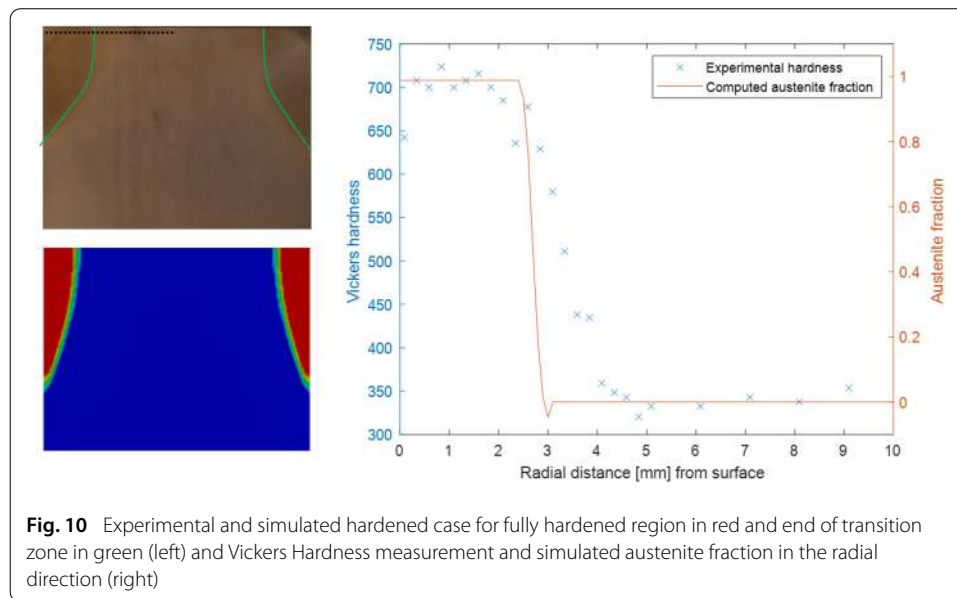 750
700
650
600
550
500
450
400
350
300
Vickers hardness
0 1 2 3 4 5 6 7 8 9 10
Radial distance [mm] from surface
Experimental hardness
Computed austenite fraction
1
0.8
0.6
0.4
0.2
0
Austenite fraction
Fig. 10 Experimental and simulated hardened case for fully hardened region in red and end of transition
zone in green (left) and Vickers Hardness measurement and simulated austenite fraction in the radial
direction (right)